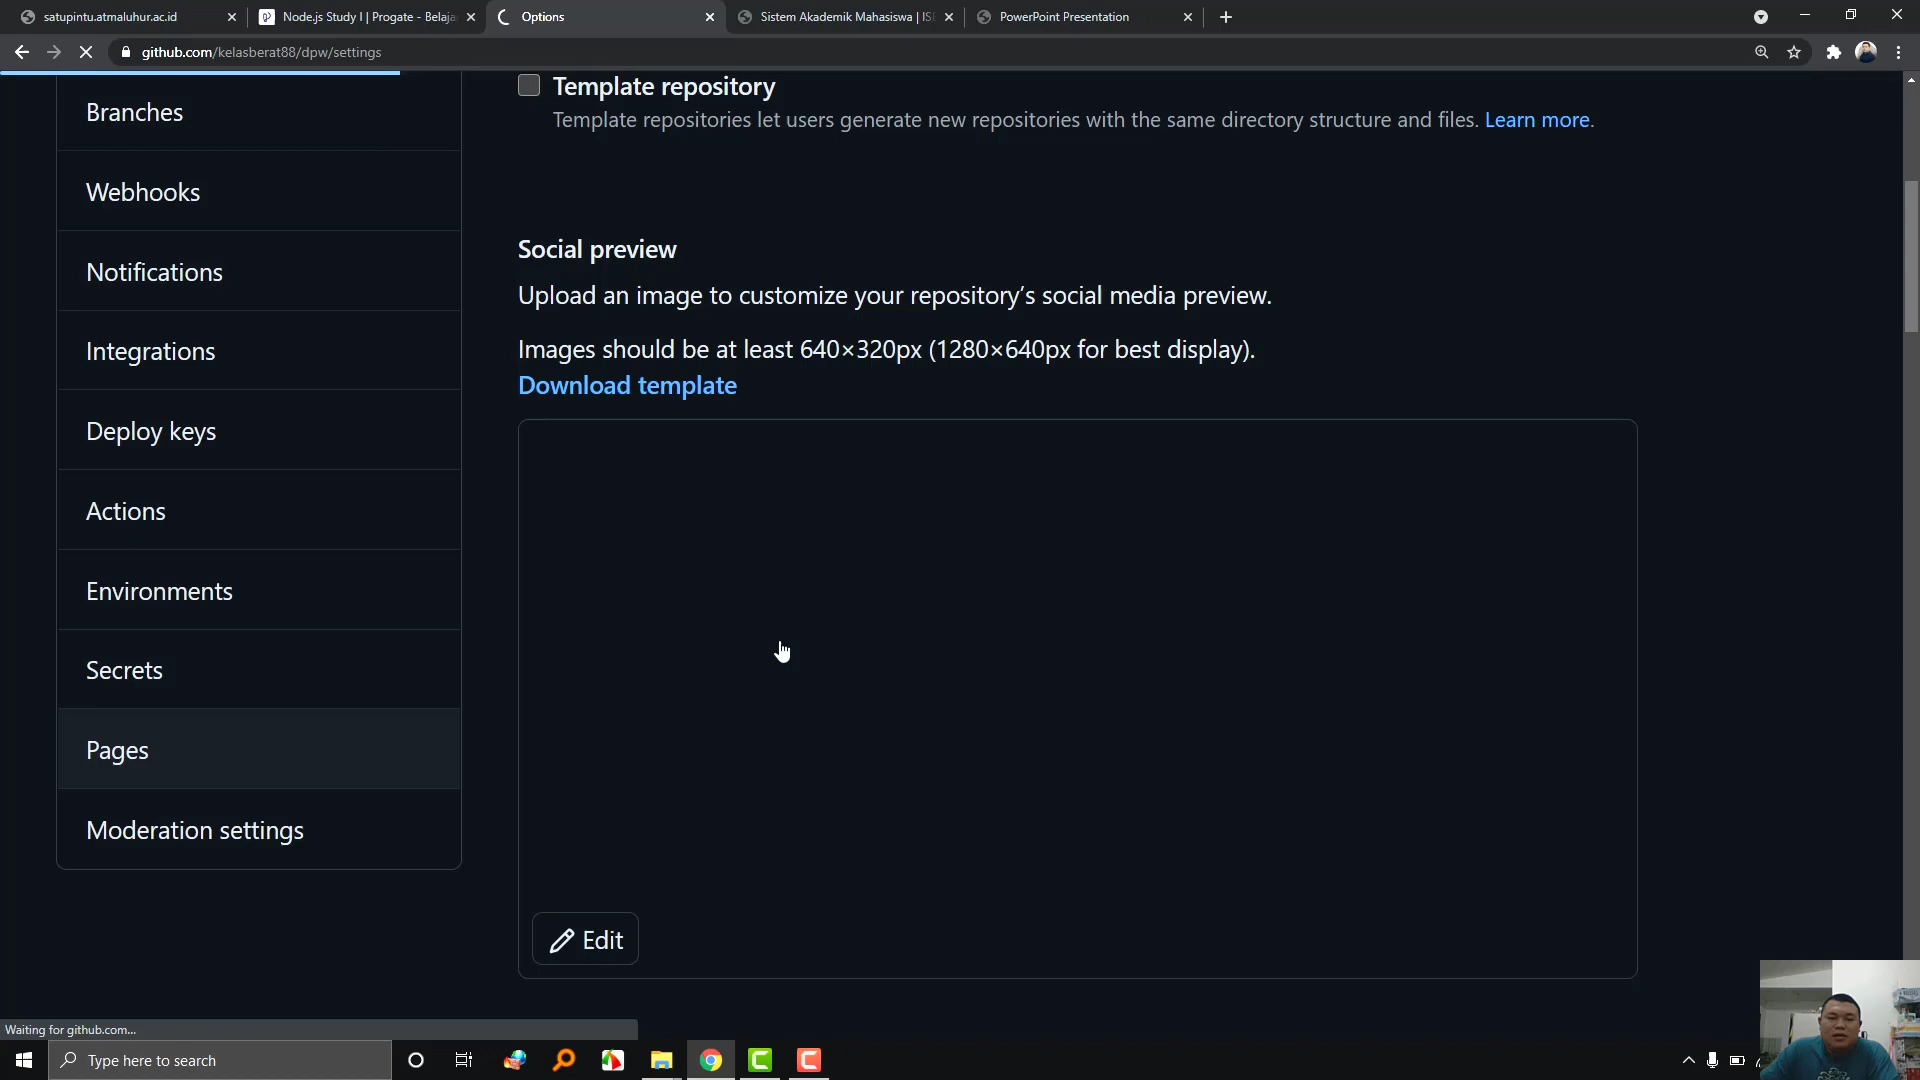 satupintu.atmaluhur.ac.id
Node.js Study I | Progate - Belaja
Options
Sistem Akademik Mahasiswa | ISB
PowerPoint Presentation
github.com/kelasberat88/dpw/settings
Template repository
Template repositories let users generate new repositories with the same directory structure and files. Learn more.
Branches
Webhooks
Notifications
Integrations
Deploy keys
Actions
Environments
Secrets
Pages
Moderation settings
Social preview
Upload an image to customize your repository’s social media preview.
Images should be at least 640×320px (1280×640px for best display).
Download template
Edit
Waiting for github.com...
Type here to search